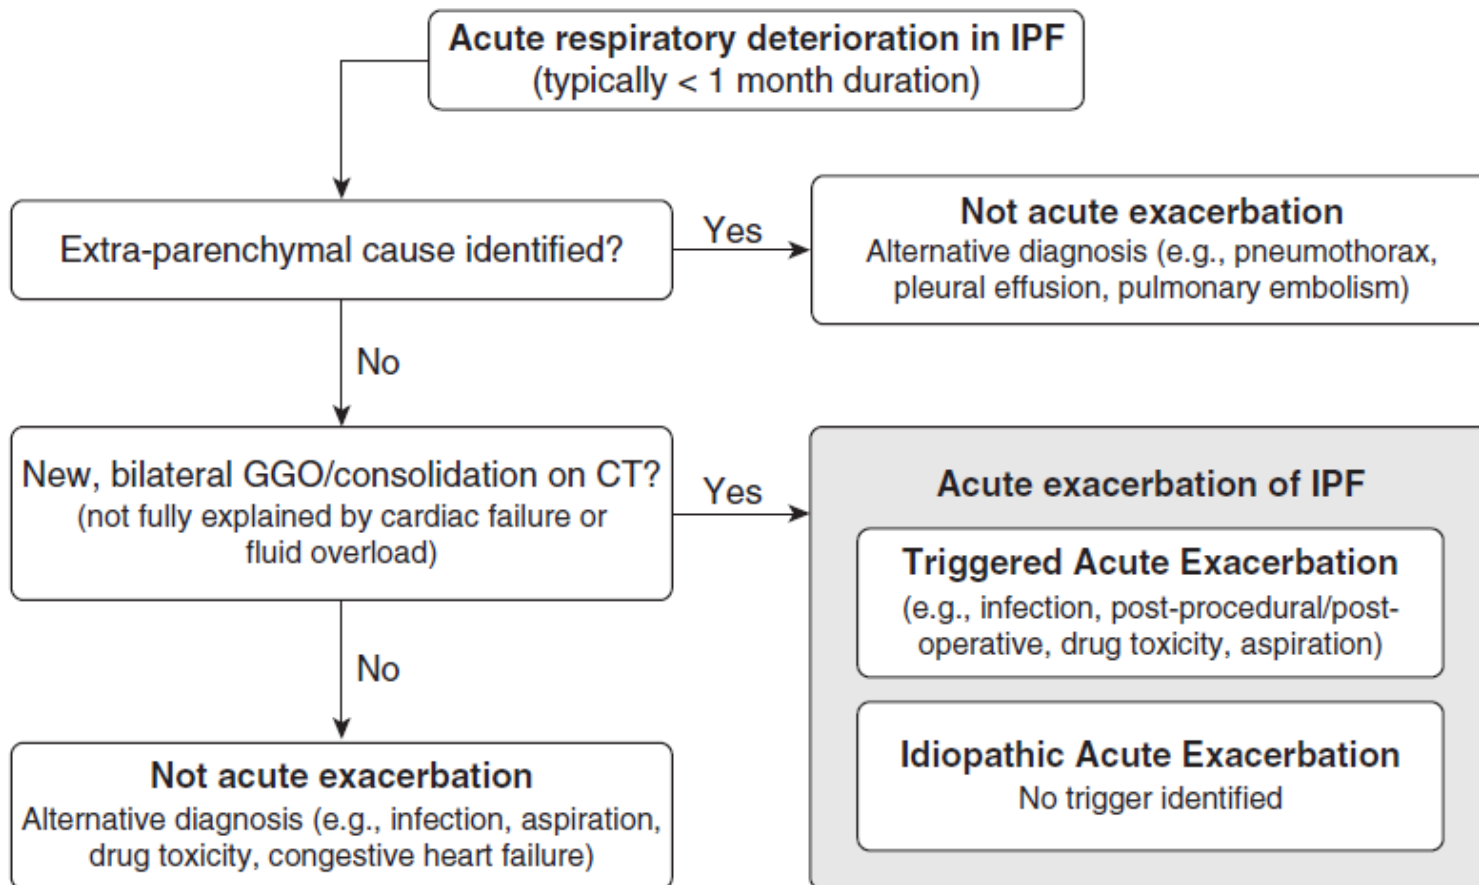 Acute respiratory deterioration in IPF
(typically < 1 month duration)
Extra-parenchymal cause identified?
Yes
Not acute exacerbation
Alternative diagnosis (e.g., pneumothorax,
pleural effusion, pulmonary embolism)
No
New, bilateral GGO/consolidation on CT?
(not fully explained by cardiac failure or
fluid overload)
Yes
Acute exacerbation of IPF
Triggered Acute Exacerbation
(e.g., infection, post-procedural/post-
operative, drug toxicity, aspiration)
Idiopathic Acute Exacerbation
No trigger identified
No
Not acute exacerbation
Alternative diagnosis (e.g., infection, aspiration,
drug toxicity, congestive heart failure)